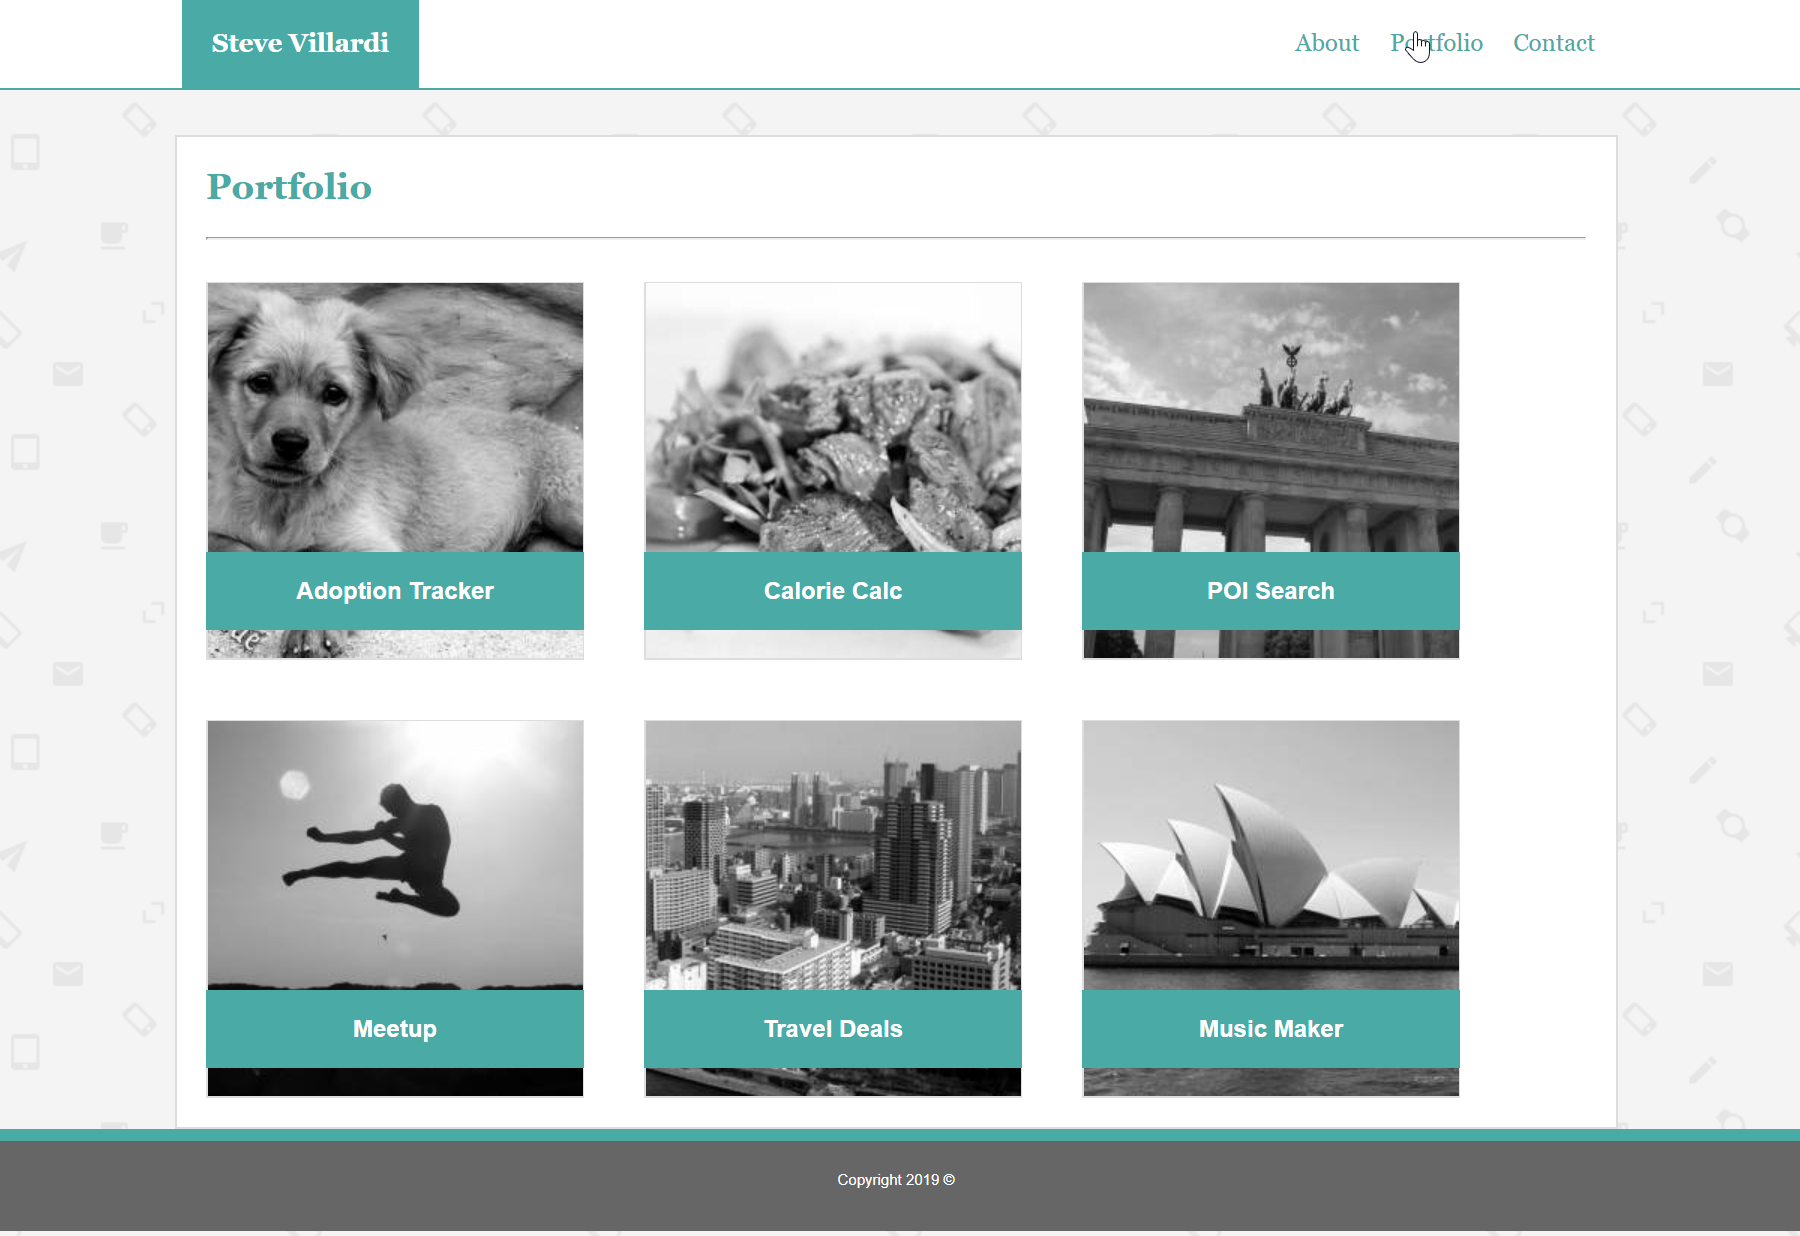 Steve Villardi
About Portfolio Contact
Portfolio
Adoption Tracker
Calorie Calc
POI Search
Meetup
Travel Deals
Music Maker
Copyright 2019 ©